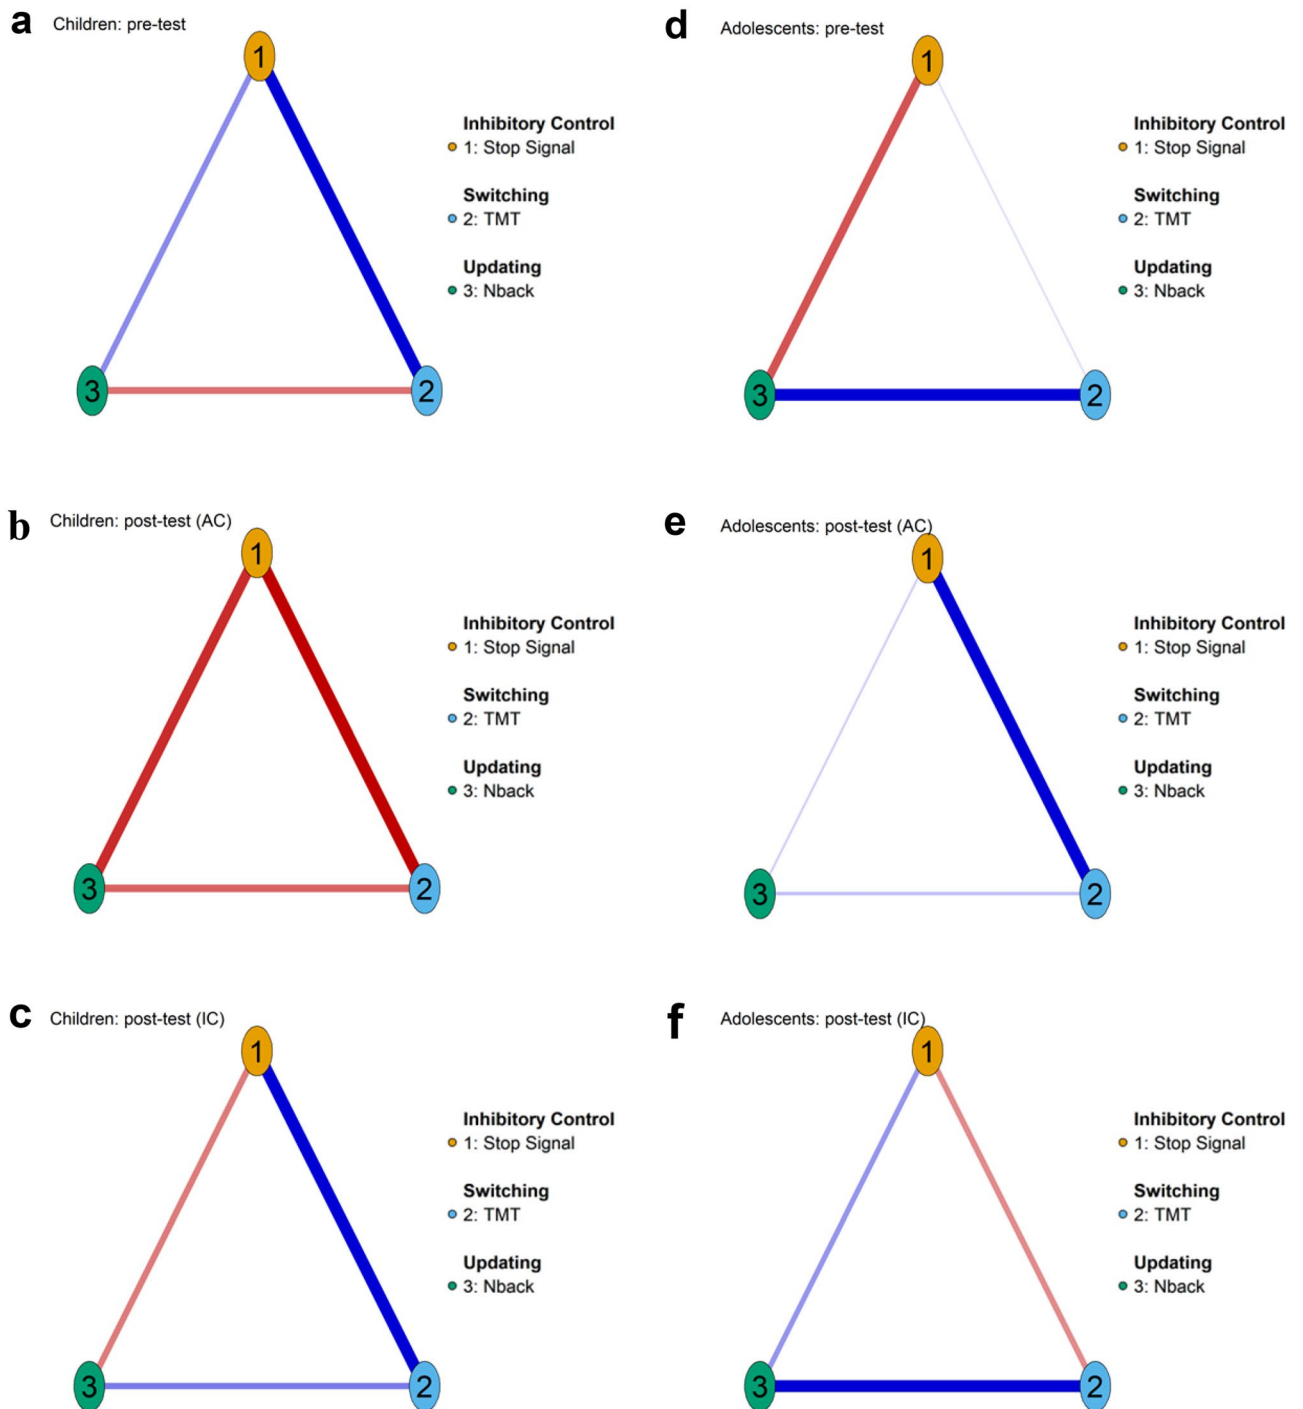 a Children: pre-test
1
Inhibitory Control
1: Stop Signal
Switching
2: TMT
Updating
3: Nback
3
2
d Adolescents: pre-test
1
Inhibitory Control
1: Stop Signal
Switching
2: TMT
Updating
3: Nback
3
2
b Children: post-test (AC)
1
Inhibitory Control
1: Stop Signal
Switching
2: TMT
Updating
3: Nback
3
2
e Adolescents: post-test (AC)
1
Inhibitory Control
1: Stop Signal
Switching
2: TMT
Updating
3: Nback
3
2
c Children: post-test (IC)
1
Inhibitory Control
1: Stop Signal
Switching
2: TMT
Updating
3: Nback
3
2
f Adolescents: post-test (IC)
1
Inhibitory Control
1: Stop Signal
Switching
2: TMT
Updating
3: Nback
3
2